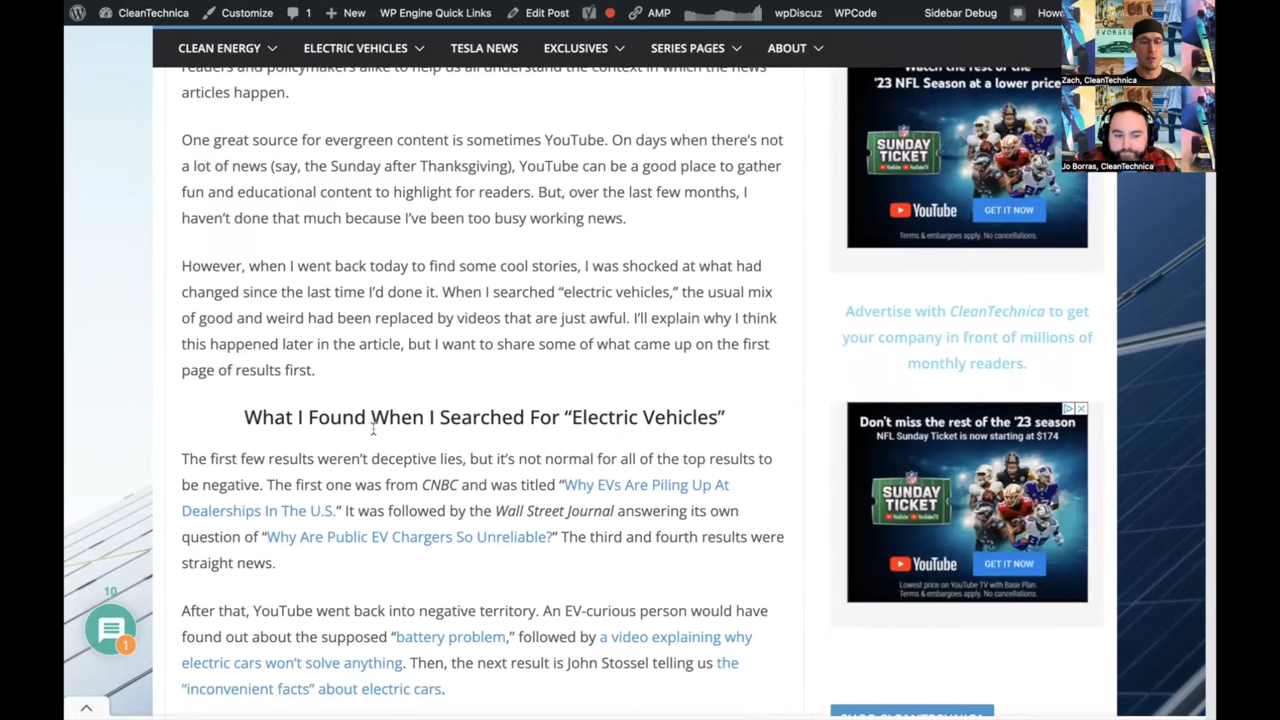 CleanTechnica Customize 1 New WP Engine Quick Links Edit Post AMP wpDiscuz WPCode Sidebar Debug
CLEAN ENERGY ELECTRIC VEHICLES TESLA NEWS EXCLUSIVES SERIES PAGES ABOUT
Zach, CleanTechnica
Jo Borras, CleanTechnica
readers and policymakers alike to help us all understand the context in which the news
articles happen.
One great source for evergreen content is sometimes YouTube. On days when there's not
a lot of news (say, the Sunday after Thanksgiving), YouTube can be a good place to gather
fun and educational content to highlight for readers. But, over the last few months, I
haven't done that much because I've been too busy working news.
However, when I went back today to find some cool stories, I was shocked at what had
changed since the last time I'd done it. When I searched “electric vehicles,” the usual mix
of good and weird had been replaced by videos that are just awful. I'll explain why I think
this happened later in the article, but I want to share some of what came up on the first
page of results first.
What I Found When I Searched For “Electric Vehicles”
The first few results weren't deceptive lies, but it's not normal for all of the top results to
be negative. The first one was from CNBC and was titled “Why EVs Are Piling Up At
Dealerships In The U.S.” It was followed by the Wall Street Journal answering its own
question of “Why Are Public EV Chargers So Unreliable?” The third and fourth results were
straight news.
After that, YouTube went back into negative territory. An EV-curious person would have
found out about the supposed “battery problem,” followed by a video explaining why
electric cars won't solve anything. Then, the next result is John Stossel telling us the
“inconvenient facts” about electric cars.
10
1
Watch the rest of the
'23 NFL Season at a lower price
SUNDAY
TICKET
YouTube GET IT NOW
Terms & embargoes apply. No cancellations.
Advertise with CleanTechnica to get
your company in front of millions of
monthly readers.
Don't miss the rest of the '23 season
NFL Sunday Ticket is now starting at $174
SUNDAY
TICKET
YouTube GET IT NOW
Lowest price on YouTube TV with Base Plan.
Terms & embargoes apply. No cancellations.
SHOP CLEANTECHNICA